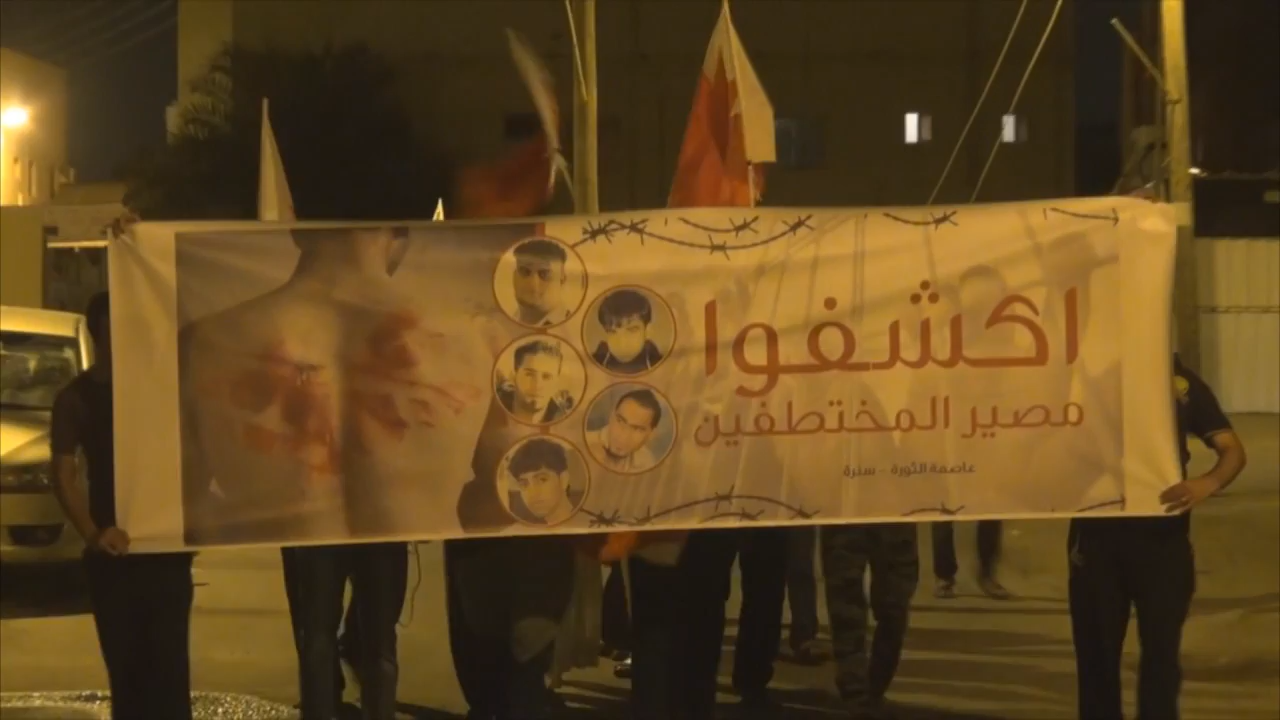 اكشفوا
مصير المختطفين
عاصمة الثورة - سترة